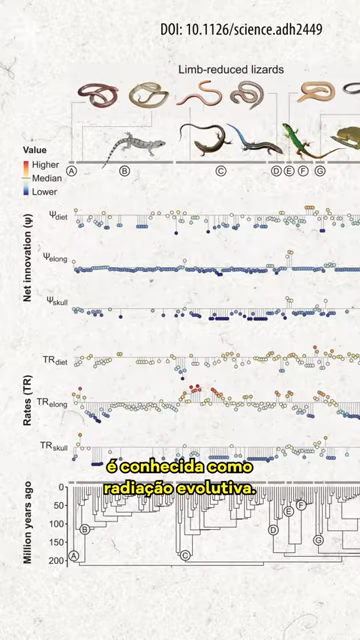 DOI: 10.1126/science.adh2449
Limb-reduced lizards
Value
Higher
Median
Lower
A B C D E F G
Net innovation (ψ)
Ψdiet
Ψelong
Ψskull
Rates (TR)
TRdiet
TRelong
TRskull
é conhecida como
radiação evolutiva.
Million years ago
0
50
100
150
200
A
B
C
D
E
F
G